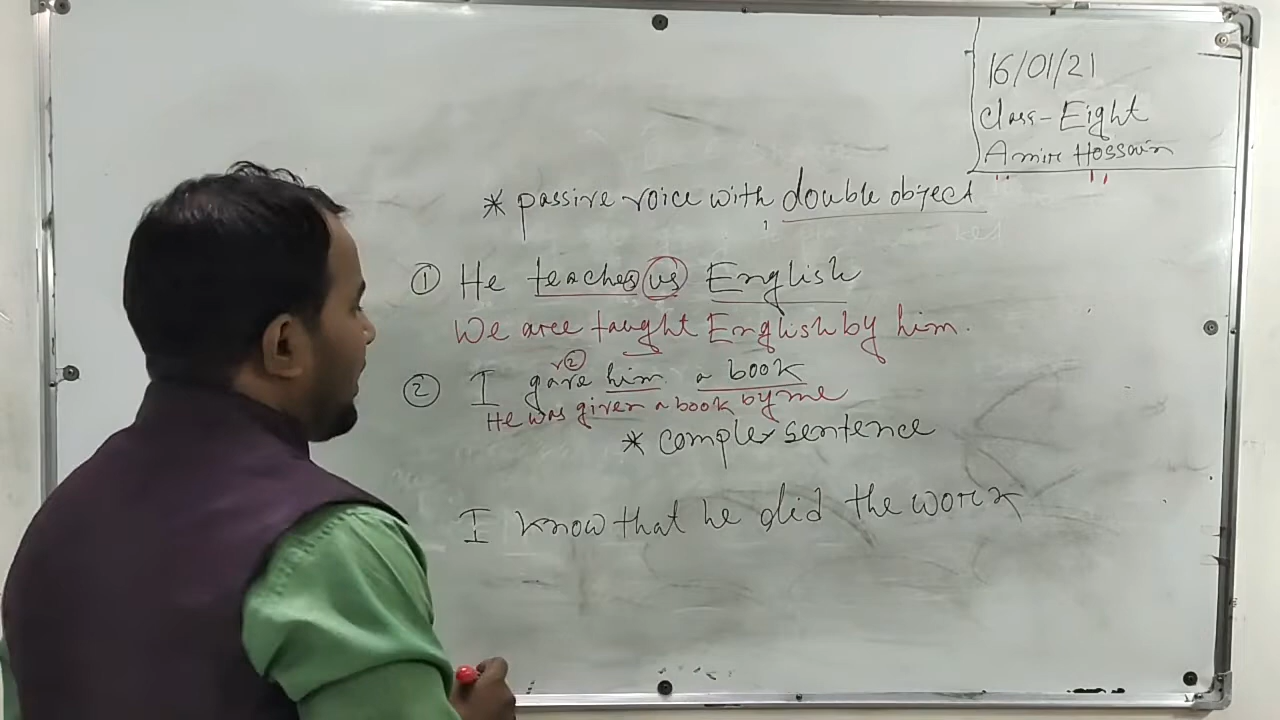 16/01/21
Class-Eight
Amir Hossain
* passive voice with double object
① He teaches us English
We are taught English by him.
②
② I gave him a book
He was given a book by me
* complex sentence
I know that he did the work